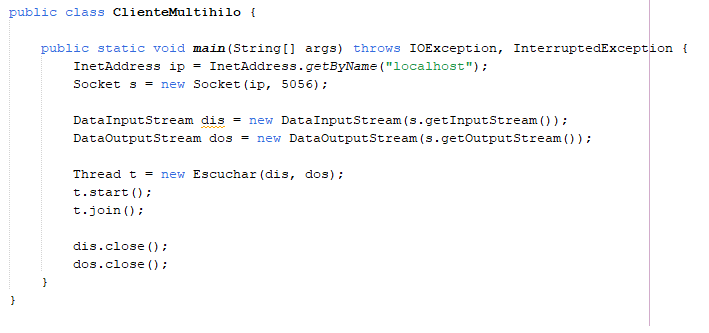 public class ClienteMultihilo {
public static void main(String[] args) throws IOException, InterruptedException {
InetAddress ip = InetAddress.getByName("localhost");
Socket s = new Socket(ip, 5056);
DataInputStream dis = new DataInputStream(s.getInputStream());
DataOutputStream dos = new DataOutputStream(s.getOutputStream());
Thread t = new Escuchar(dis, dos);
t.start();
t.join();
dis.close();
dos.close();
}
}